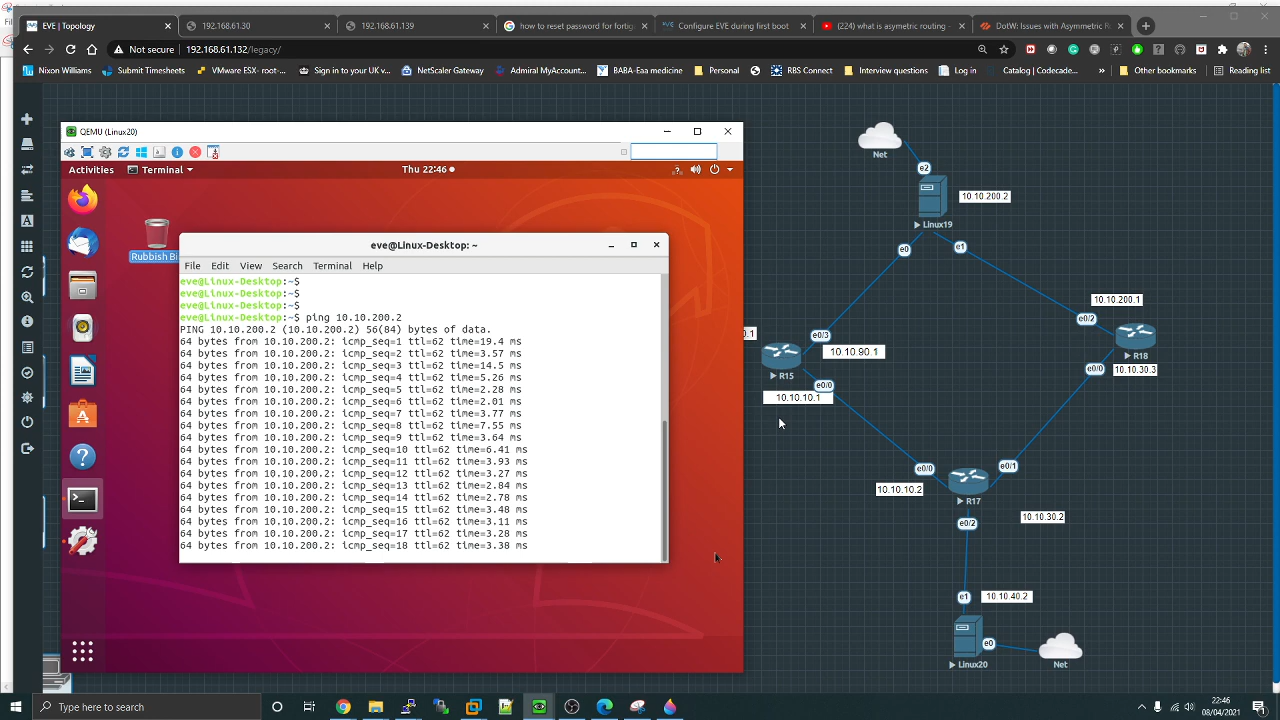 EVE | Topology
192.168.61.30
192.168.61.139
how to reset password for fortig
Configure EVE during first boot
(224) what is asymetric routing -
DotW: Issues with Asymmetric R
Not secure
192.168.61.132/legacy/
Nixon Williams
Submit Timesheets
VMware ESX- root-...
Sign in to your UK v...
NetScaler Gateway
Admiral MyAccount...
BABA-Eaa medicine
Personal
RBS Connect
Interview questions
Log in
Catalog | Codecade...
»
Other bookmarks
Reading list
QEMU (Linux20)
Activities
Terminal
Thu 22:46
Rubbish Bi
eve@Linux-Desktop: ~
File Edit View Search Terminal Help
eve@Linux-Desktop:~$
eve@Linux-Desktop:~$
eve@Linux-Desktop:~$
eve@Linux-Desktop:~$ ping 10.10.200.2
PING 10.10.200.2 (10.10.200.2) 56(84) bytes of data.
64 bytes from 10.10.200.2: icmp_seq=1 ttl=62 time=19.4 ms
64 bytes from 10.10.200.2: icmp_seq=2 ttl=62 time=3.57 ms
64 bytes from 10.10.200.2: icmp_seq=3 ttl=62 time=14.5 ms
64 bytes from 10.10.200.2: icmp_seq=4 ttl=62 time=5.26 ms
64 bytes from 10.10.200.2: icmp_seq=5 ttl=62 time=2.28 ms
64 bytes from 10.10.200.2: icmp_seq=6 ttl=62 time=2.01 ms
64 bytes from 10.10.200.2: icmp_seq=7 ttl=62 time=3.77 ms
64 bytes from 10.10.200.2: icmp_seq=8 ttl=62 time=7.55 ms
64 bytes from 10.10.200.2: icmp_seq=9 ttl=62 time=3.64 ms
64 bytes from 10.10.200.2: icmp_seq=10 ttl=62 time=6.41 ms
64 bytes from 10.10.200.2: icmp_seq=11 ttl=62 time=3.93 ms
64 bytes from 10.10.200.2: icmp_seq=12 ttl=62 time=3.27 ms
64 bytes from 10.10.200.2: icmp_seq=13 ttl=62 time=2.84 ms
64 bytes from 10.10.200.2: icmp_seq=14 ttl=62 time=2.78 ms
64 bytes from 10.10.200.2: icmp_seq=15 ttl=62 time=3.48 ms
64 bytes from 10.10.200.2: icmp_seq=16 ttl=62 time=3.11 ms
64 bytes from 10.10.200.2: icmp_seq=17 ttl=62 time=3.28 ms
64 bytes from 10.10.200.2: icmp_seq=18 ttl=62 time=3.38 ms
Net
e2
10.10.200.2
Linux19
e0
e1
10.10.200.1
e0/2
R18
10.10.30.3
e0/0
0.1
e0/3
10.10.90.1
R15
e0/0
10.10.10.1
e0/0
e0/1
10.10.10.2
R17
10.10.30.2
e0/2
e1
10.10.40.2
e0
Linux20
Net
Type here to search
22:46
08/04/2021